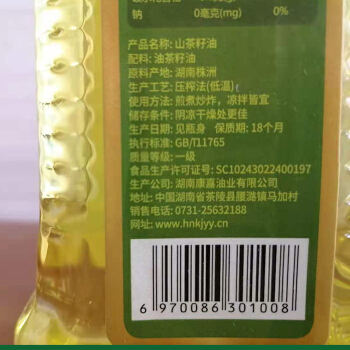 钠 0毫克(mg) 0%
产品名称：山茶籽油
配料：油茶籽油
原料产地：湖南株洲
生产工艺：压榨法(低温)
使用方法：煎煮炒炸，凉拌皆宜
储存条件：阴凉干燥处更佳
生产日期：见瓶身 保质期：18个月
执行标准：GB/T11765
质量等级：一级
食品生产许可证号：SC10243022400197
生产公司：湖南康嘉油业有限公司
地址：中国湖南省茶陵县腰潞镇马加村
销售电话：0731-25632188
网址：www.hnkjyy.cn
6 970086 301008